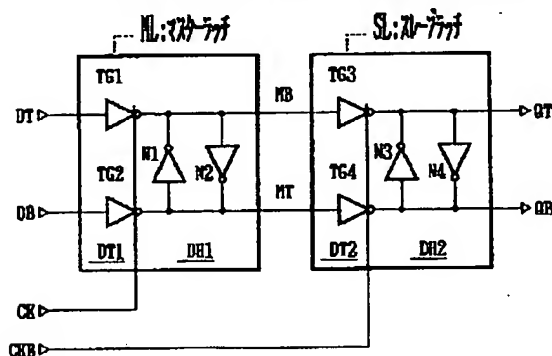 ML:マスターラッチ
SL:スレーブラッチ
TG1
TG3
DT
MB
QT
N1
N3
TG2
N2
TG4
N4
DB
MT
QB
DT1
DH1
DT2
DH2
CK
CKB